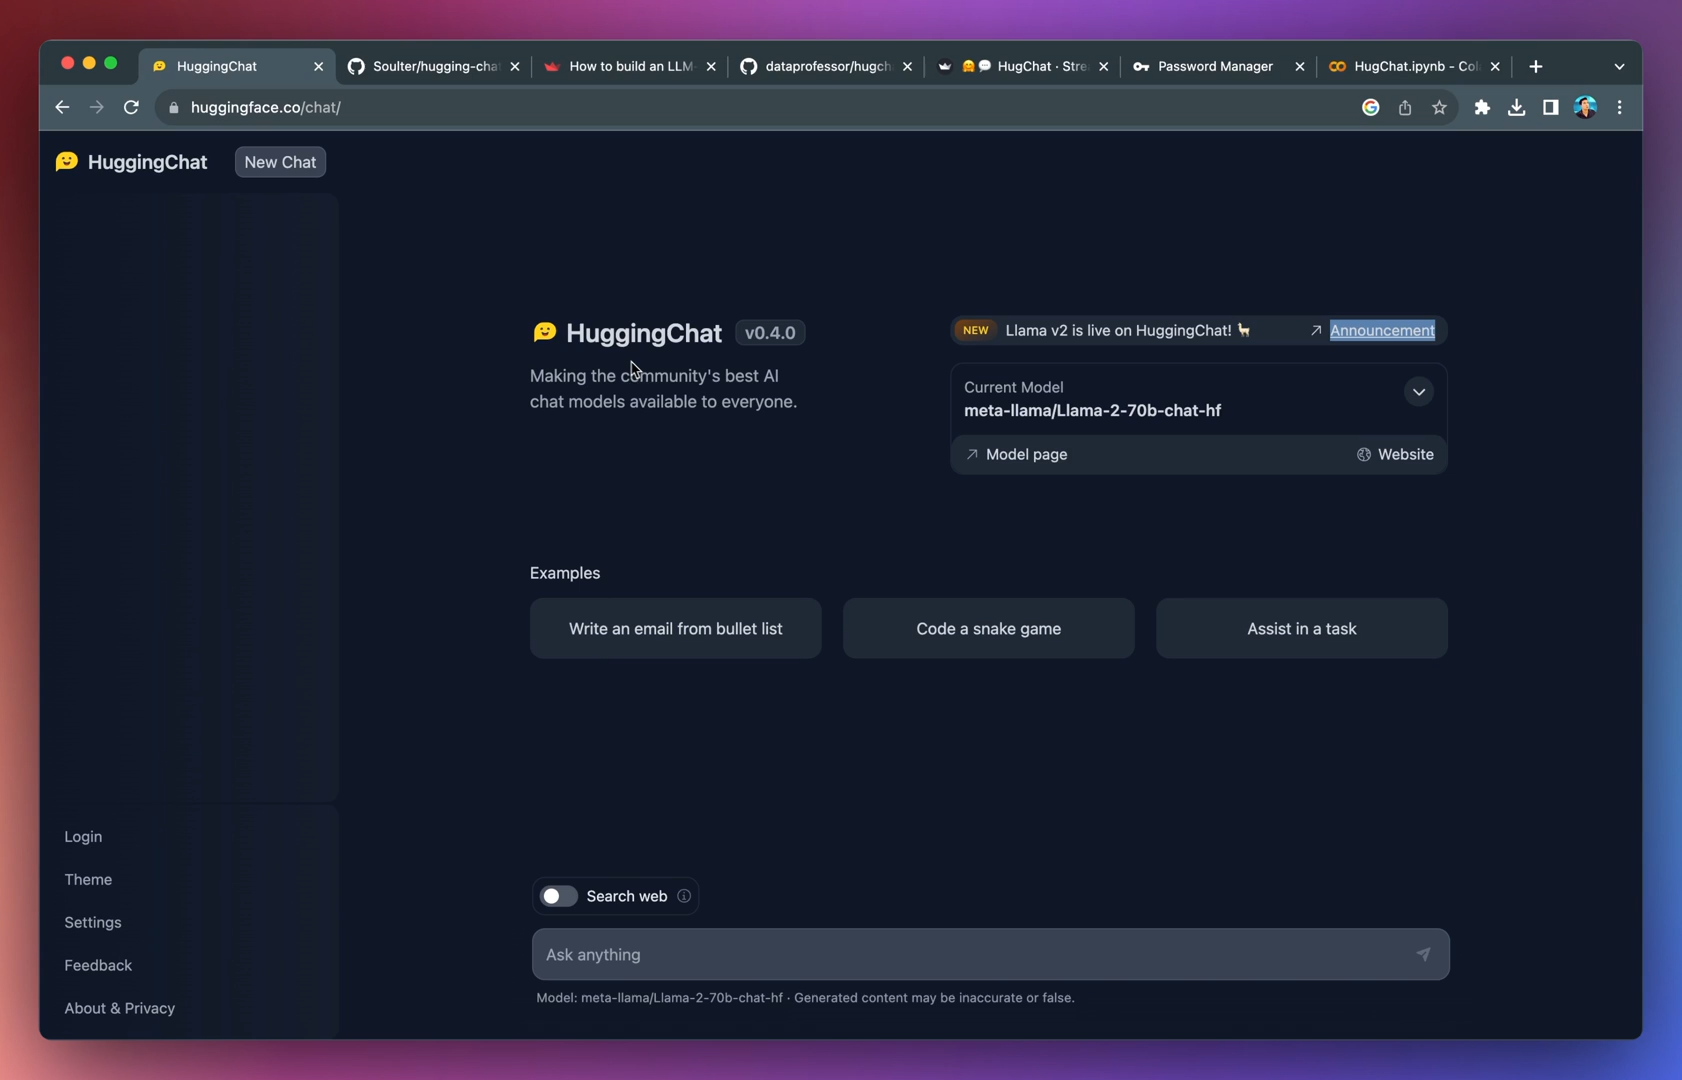 HuggingChat
Soulter/hugging-cha
How to build an LLM
dataprofessor/hugch
🤗💬 HugChat · Stre
Password Manager
HugChat.ipynb - Col
huggingface.co/chat/
HuggingChat
New Chat
HuggingChat v0.4.0
Making the community's best AI
chat models available to everyone.
NEW Llama v2 is live on HuggingChat! 🦙 Announcement
Current Model
meta-llama/Llama-2-70b-chat-hf
Model page
Website
Examples
Write an email from bullet list
Code a snake game
Assist in a task
Login
Theme
Settings
Feedback
About & Privacy
Search web
Ask anything
Model: meta-llama/Llama-2-70b-chat-hf · Generated content may be inaccurate or false.